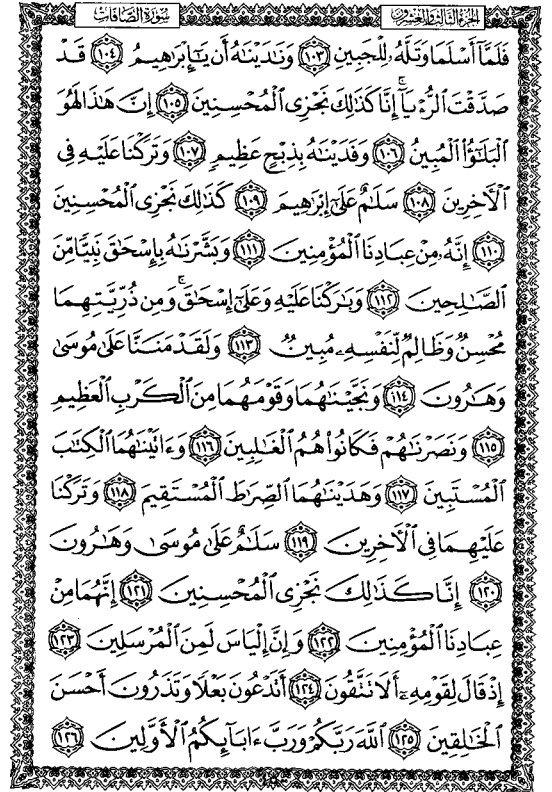 الجزء الثالث والعشرون سورة الصافات
فَلَمَّآ أَسْلَمَا وَتَلَّهُۥ لِلْجَبِينِ ١٠٣ وَنَٰدَيْنَٰهُ أَن يَٰٓإِبْرَٰهِيمُ ١٠٤ قَدْ
صَدَّقْتَ ٱلرُّءْيَآ ۚ إِنَّا كَذَٰلِكَ نَجْزِى ٱلْمُحْسِنِينَ ١٠٥ إِنَّ هَٰذَا لَهُوَ
ٱلْبَلَٰٓؤُا۟ ٱلْمُبِينُ ١٠٦ وَفَدَيْنَٰهُ بِذِبْحٍ عَظِيمٍ ١٠٧ وَتَرَكْنَا عَلَيْهِ فِى
ٱلْءَاخِرِينَ ١٠٨ سَلَٰمٌ عَلَىٰٓ إِبْرَٰهِيمَ ١٠٩ كَذَٰلِكَ نَجْزِى ٱلْمُحْسِنِينَ
١١٠ إِنَّهُۥ مِنْ عِبَادِنَا ٱلْمُؤْمِنِينَ ١١١ وَبَشَّرْنَٰهُ بِإِسْحَٰقَ نَبِيًّا مِّنَ
ٱلصَّٰلِحِينَ ١١٢ وَبَٰرَكْنَا عَلَيْهِ وَعَلَىٰٓ إِسْحَٰقَ ۚ وَمِن ذُرِّيَّتِهِمَا
مُحْسِنٌ وَظَالِمٌ لِّنَفْسِهِۦ مُبِينٌ ١١٣ وَلَقَدْ مَنَنَّا عَلَىٰ مُوسَىٰ
وَهَٰرُونَ ١١٤ وَنَجَّيْنَٰهُمَا وَقَوْمَهُمَا مِنَ ٱلْكَرْبِ ٱلْعَظِيمِ
١١٥ وَنَصَرْنَٰهُمْ فَكَانُوا۟ هُمُ ٱلْغَٰلِبِينَ ١١٦ وَءَاتَيْنَٰهُمَا ٱلْكِتَٰبَ
ٱلْمُسْتَبِينَ ١١٧ وَهَدَيْنَٰهُمَا ٱلصِّرَٰطَ ٱلْمُسْتَقِيمَ ١١٨ وَتَرَكْنَا
عَلَيْهِمَا فِى ٱلْءَاخِرِينَ ١١٩ سَلَٰمٌ عَلَىٰ مُوسَىٰ وَهَٰرُونَ
١٢٠ إِنَّا كَذَٰلِكَ نَجْزِى ٱلْمُحْسِنِينَ ١٢١ إِنَّهُمَا مِنْ
عِبَادِنَا ٱلْمُؤْمِنِينَ ١٢٢ وَإِنَّ إِلْيَاسَ لَمِنَ ٱلْمُرْسَلِينَ ١٢٣
إِذْ قَالَ لِقَوْمِهِۦٓ أَلَا تَتَّقُونَ ١٢٤ أَتَدْعُونَ بَعْلًا وَتَذَرُونَ أَحْسَنَ
ٱلْخَٰلِقِينَ ١٢٥ ٱللَّهَ رَبَّكُمْ وَرَبَّ ءَابَآئِكُمُ ٱلْأَوَّلِينَ ١٢٦